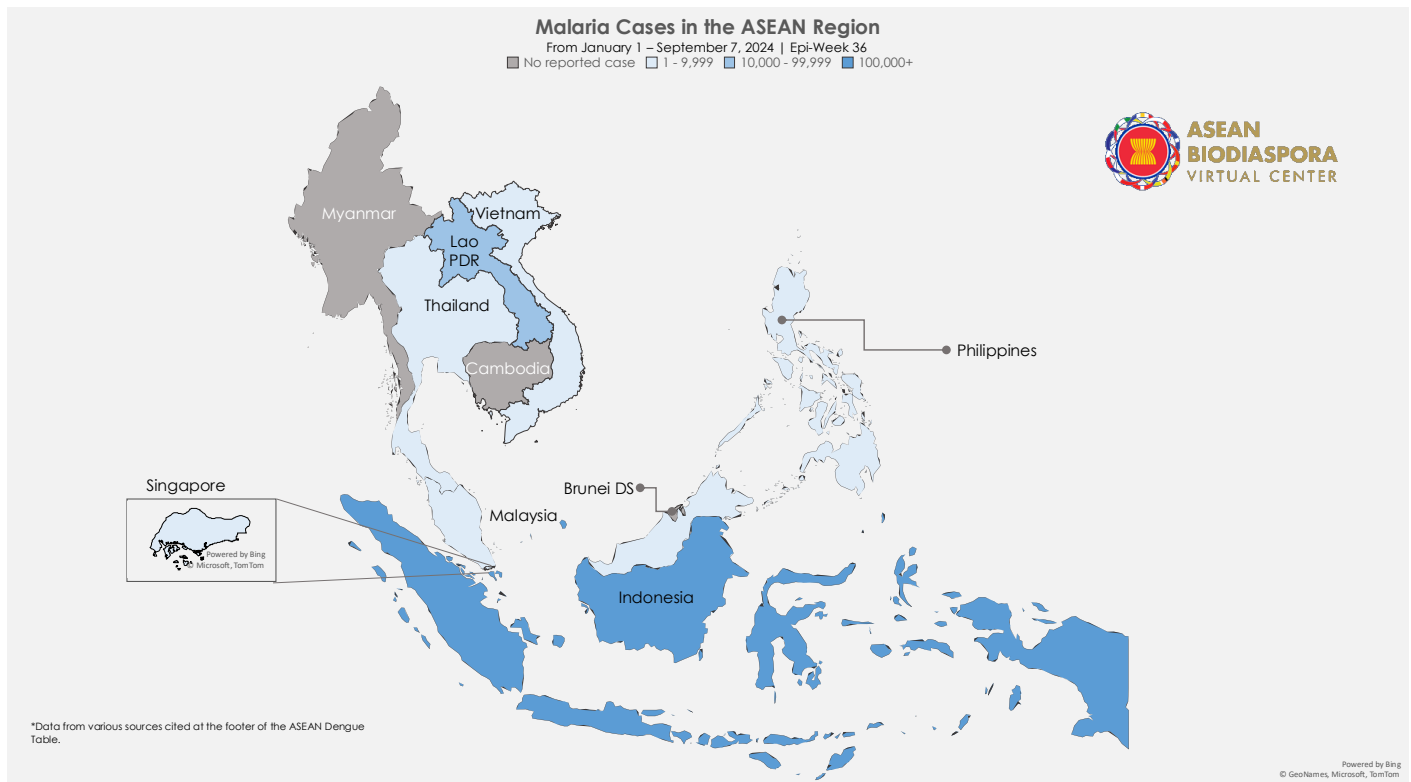 Malaria Cases in the ASEAN Region
From January 1 – September 7, 2024 | Epi-Week 36
No reported case 1 - 9,999 10,000 - 99,999 100,000+
ASEAN
BIODIASPORA
VIRTUAL CENTER
Myanmar
Vietnam
Lao
PDR
Thailand
Cambodia
Philippines
Singapore
Brunei DS
Malaysia
Powered by Bing
© Microsoft, TomTom
Indonesia
*Data from various sources cited at the footer of the ASEAN Dengue
Table.
Powered by Bing
© GeoNames, Microsoft, TomTom